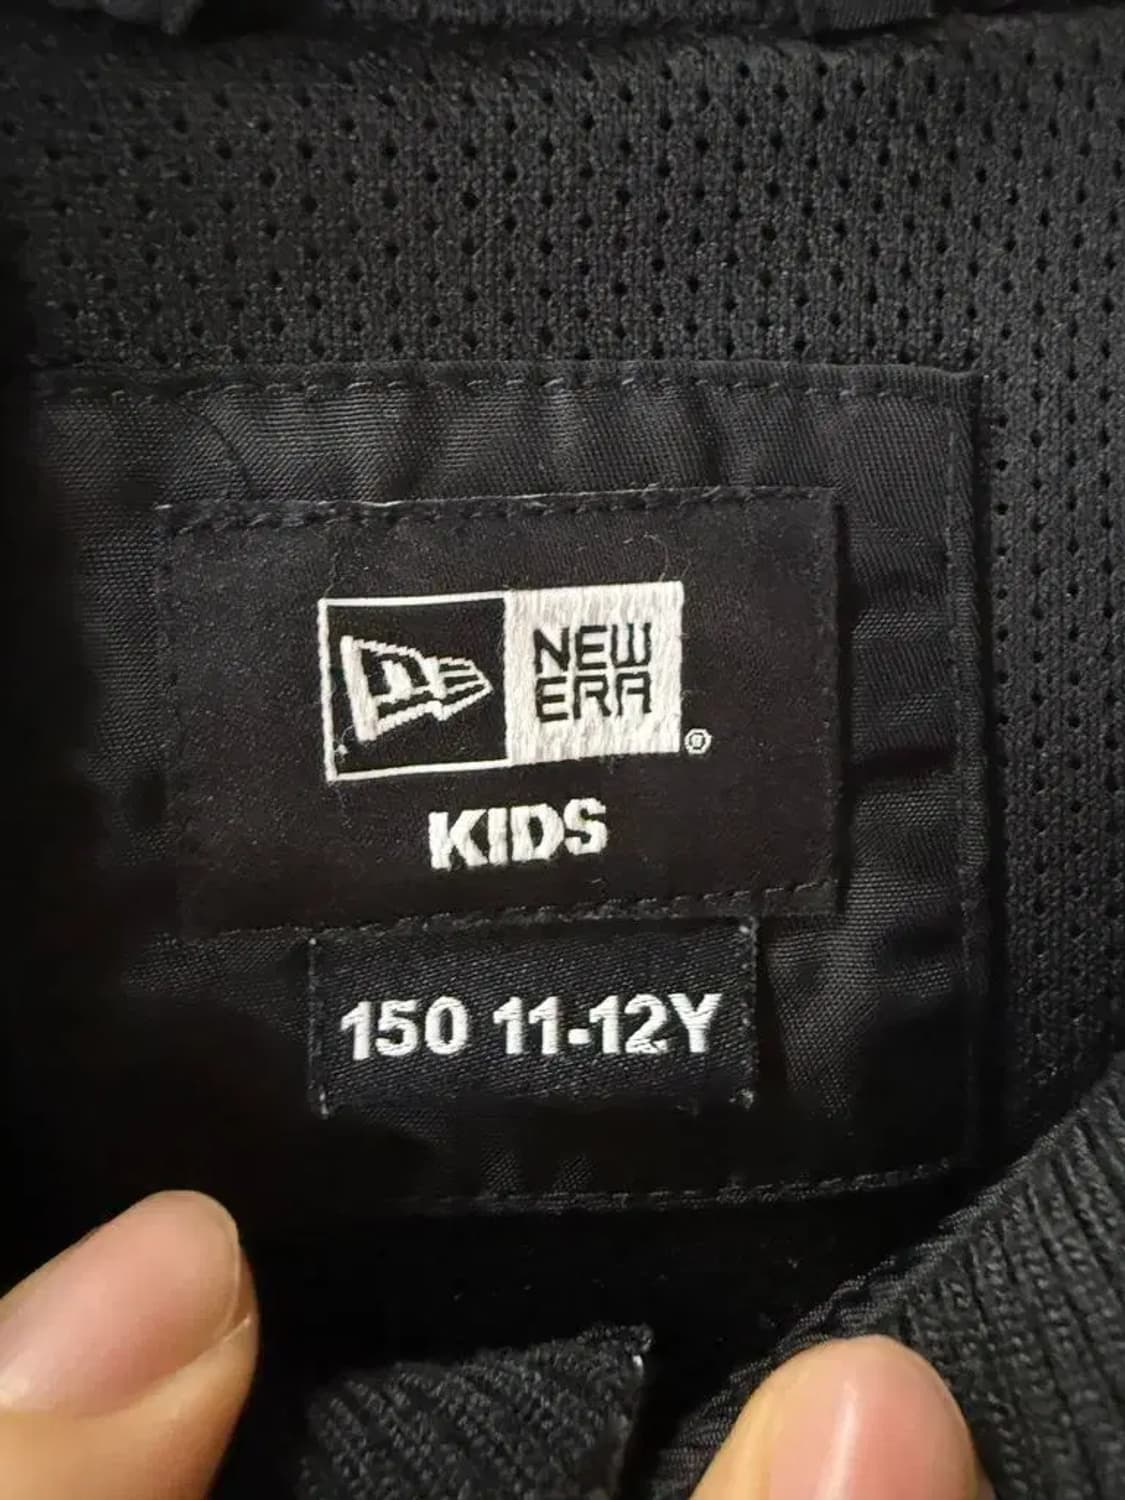 NEW
ERA
®
KIDS
150 11-12Y